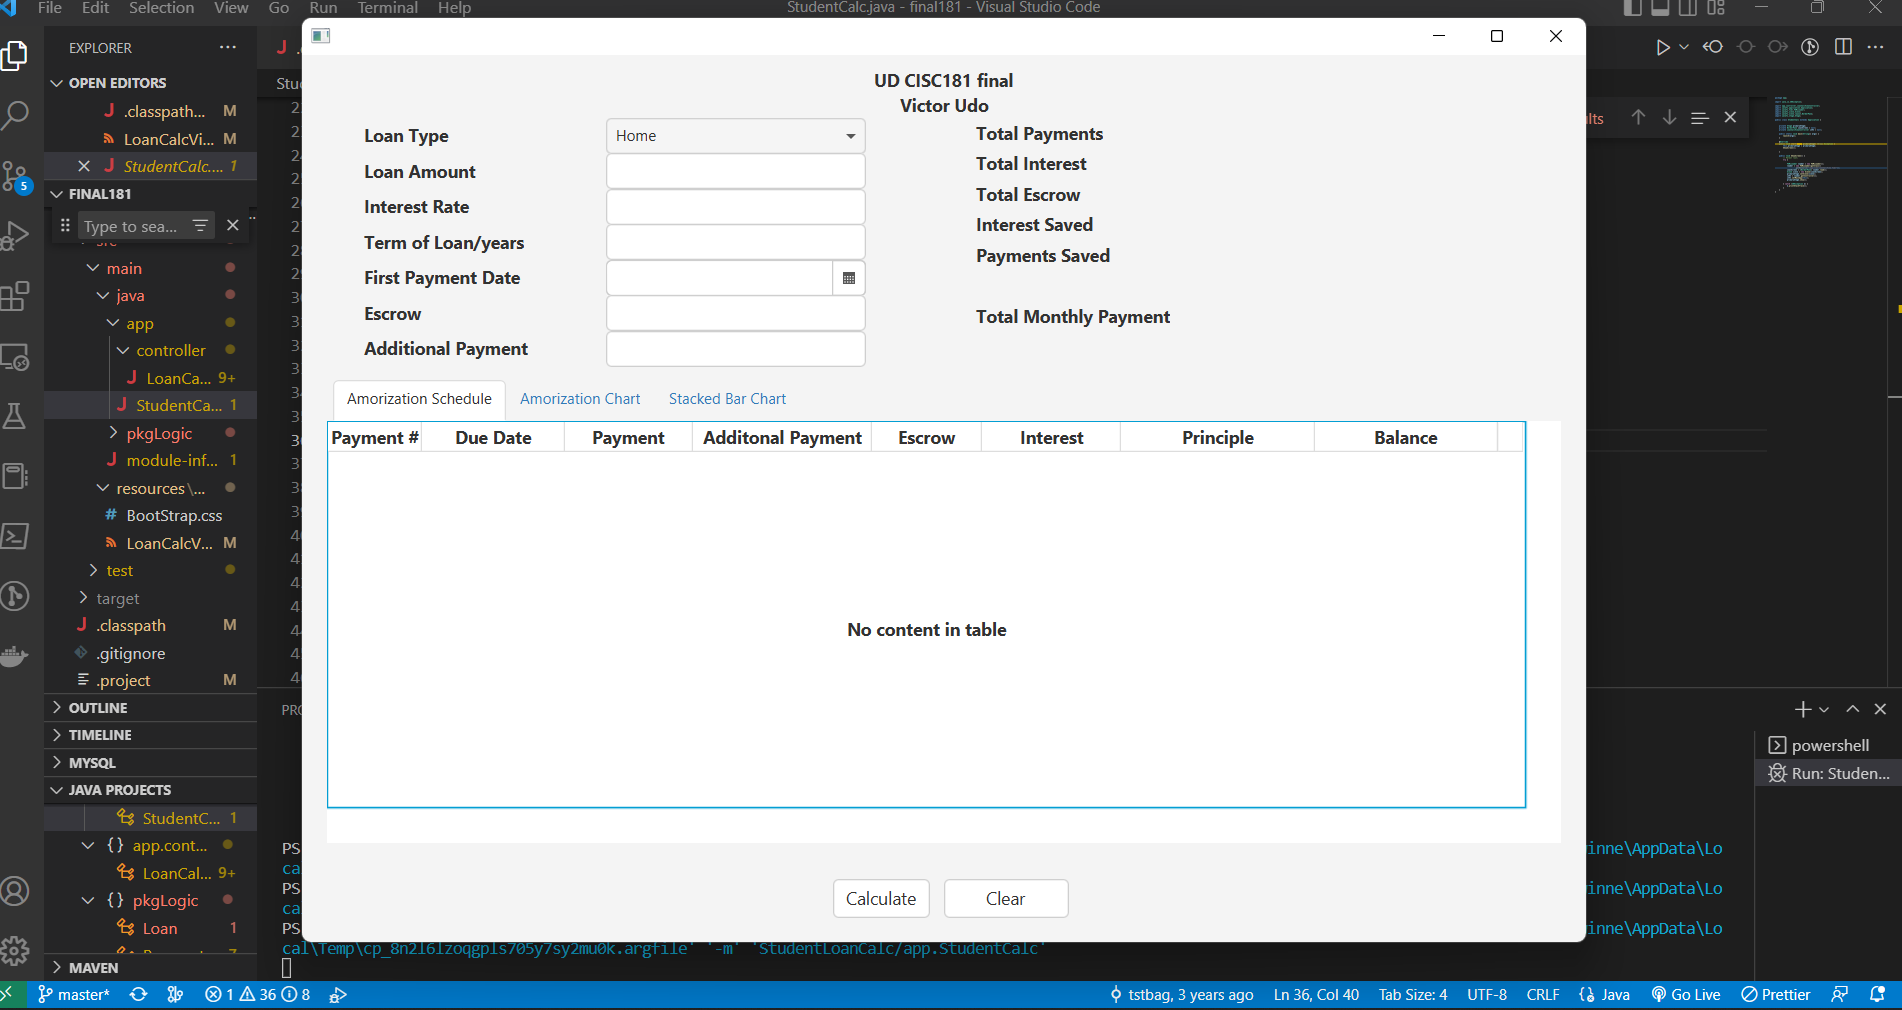 File Edit Selection View Go Run Terminal Help
StudentCalc.java - final181 - Visual Studio Code
EXPLORER
OPEN EDITORS
.classpath... M
LoanCalcVi... M
StudentCalc.... 1
FINAL181
Type to sea...
main
java
app
controller
LoanCa... 9+
StudentCa... 1
pkgLogic
module-inf... 1
resources\...
BootStrap.css
LoanCalcV... M
test
target
.classpath M
.gitignore
.project M
OUTLINE
TIMELINE
MYSQL
JAVA PROJECTS
StudentC... 1
app.cont...
LoanCal... 9+
pkgLogic
Loan 1
MAVEN
5
UD CISC181 final
Victor Udo
Loan Type Home
Loan Amount
Interest Rate
Term of Loan/years
First Payment Date
Escrow
Additional Payment
Total Payments
Total Interest
Total Escrow
Interest Saved
Payments Saved
Total Monthly Payment
Amorization Schedule Amorization Chart Stacked Bar Chart
Payment # Due Date Payment Additonal Payment Escrow Interest Principle Balance
No content in table
Calculate Clear
powershell
Run: Studen...
PS
inne\AppData\Lo
ca
PS
inne\AppData\Lo
ca
PS
inne\AppData\Lo
cal\Temp\cp_8n2l6lzoqgpls705y7sy2mu0k.argfile' '-m' 'StudentLoanCalc/app.StudentCalc'
master* 1 36 8
tstbag, 3 years ago Ln 36, Col 40 Tab Size: 4 UTF-8 CRLF Java Go Live Prettier